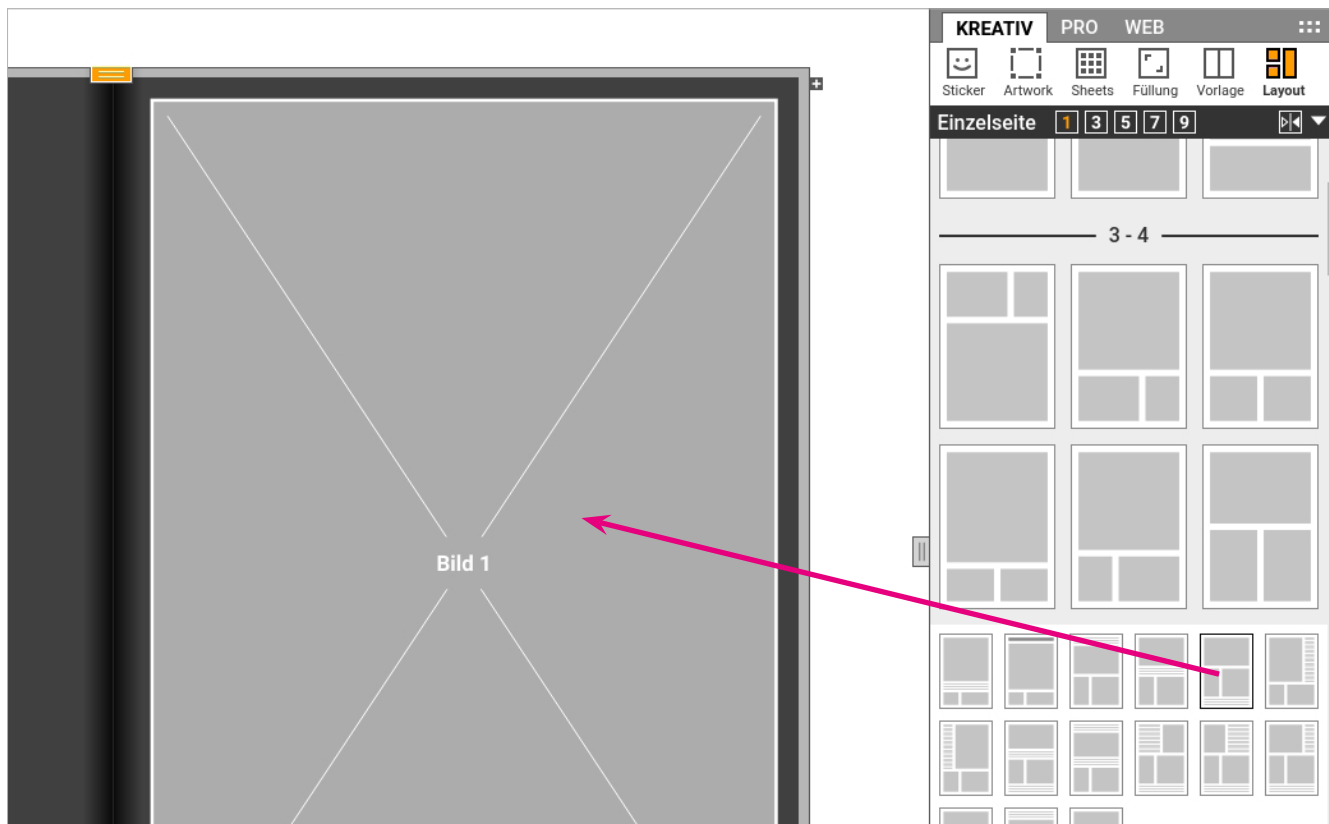 KREATIV PRO WEB
Sticker Artwork Sheets Füllung Vorlage Layout
Einzelseite 1 3 5 7 9
3 - 4
Bild 1